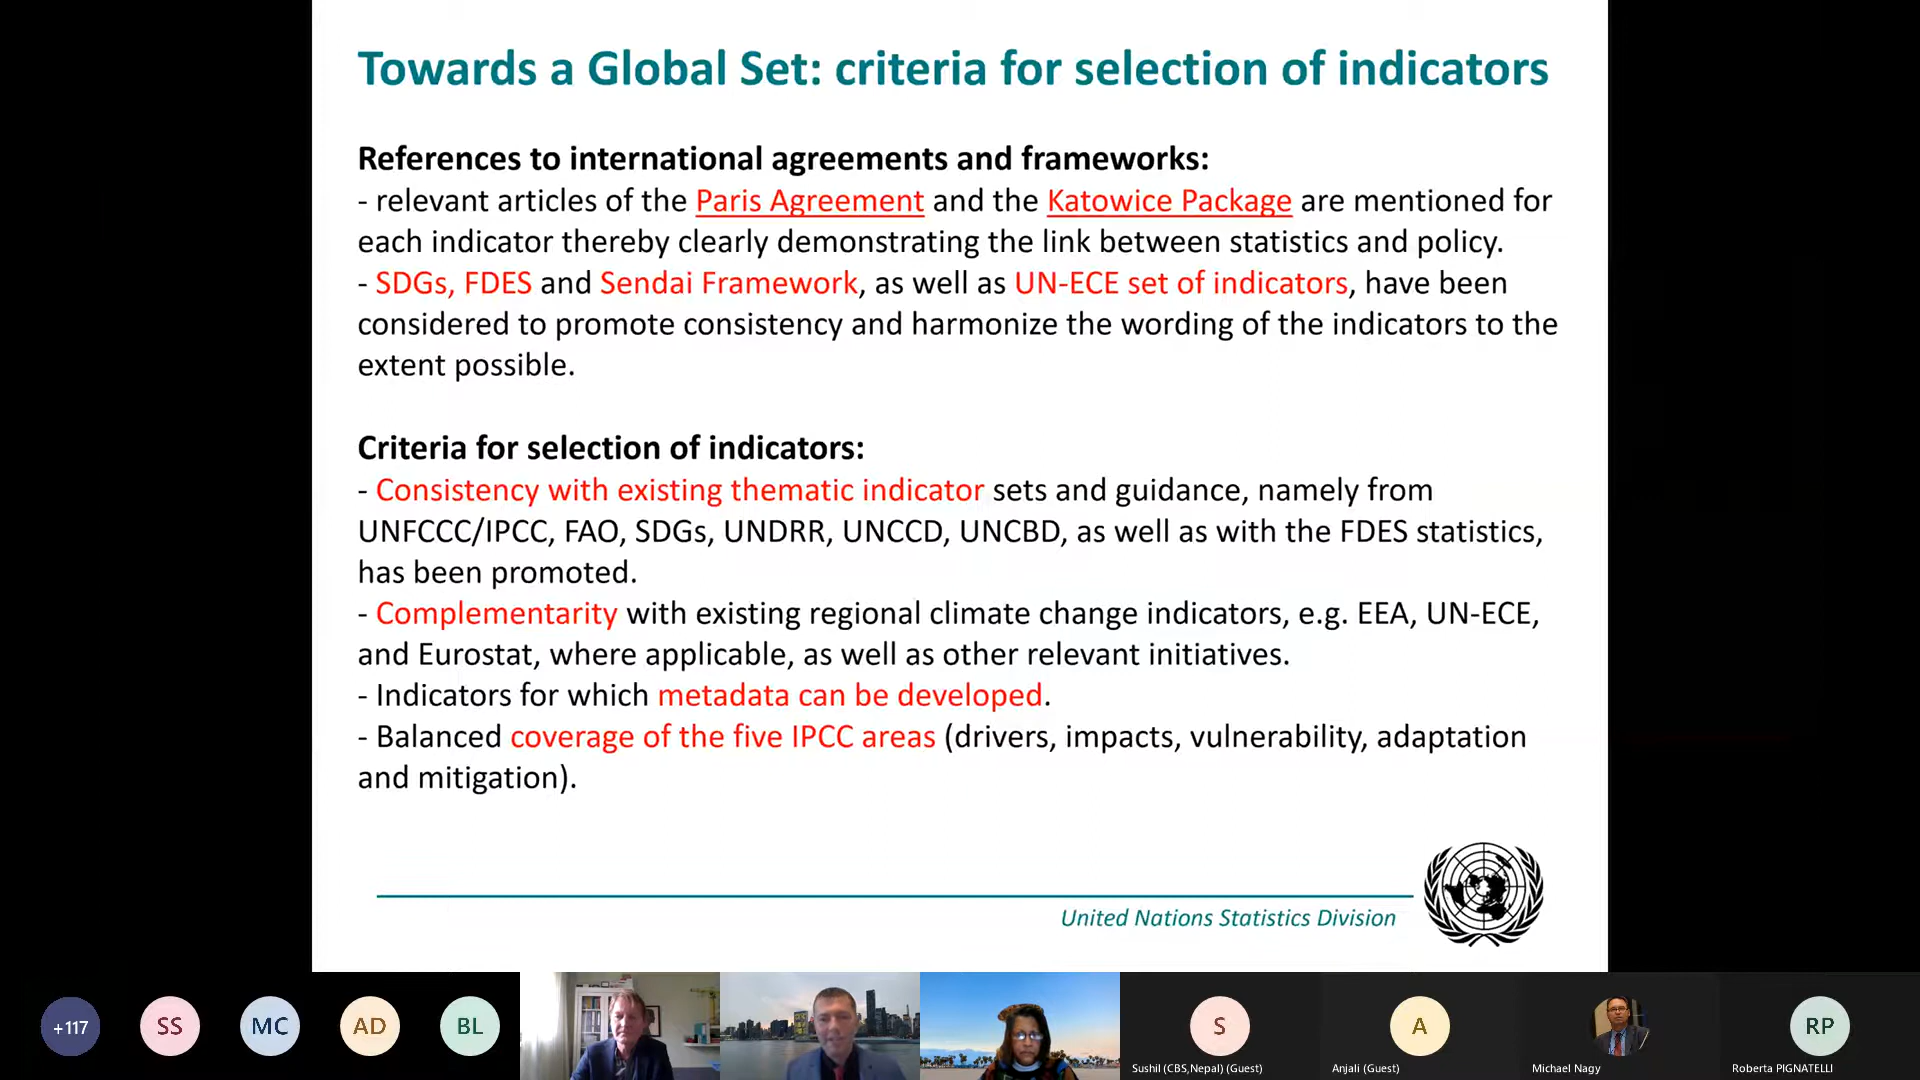 Towards a Global Set: criteria for selection of indicators
References to international agreements and frameworks:
- relevant articles of the Paris Agreement and the Katowice Package are mentioned for
each indicator thereby clearly demonstrating the link between statistics and policy.
- SDGs, FDES and Sendai Framework, as well as UN-ECE set of indicators, have been
considered to promote consistency and harmonize the wording of the indicators to the
extent possible.
Criteria for selection of indicators:
- Consistency with existing thematic indicator sets and guidance, namely from
UNFCCC/IPCC, FAO, SDGs, UNDRR, UNCCD, UNCBD, as well as with the FDES statistics,
has been promoted.
- Complementarity with existing regional climate change indicators, e.g. EEA, UN-ECE,
and Eurostat, where applicable, as well as other relevant initiatives.
- Indicators for which metadata can be developed.
- Balanced coverage of the five IPCC areas (drivers, impacts, vulnerability, adaptation
and mitigation).
United Nations Statistics Division
+117 SS MC AD BL S A RP
Sushil (CBS,Nepal) (Guest) Anjali (Guest) Michael Nagy Roberta PIGNATELLI